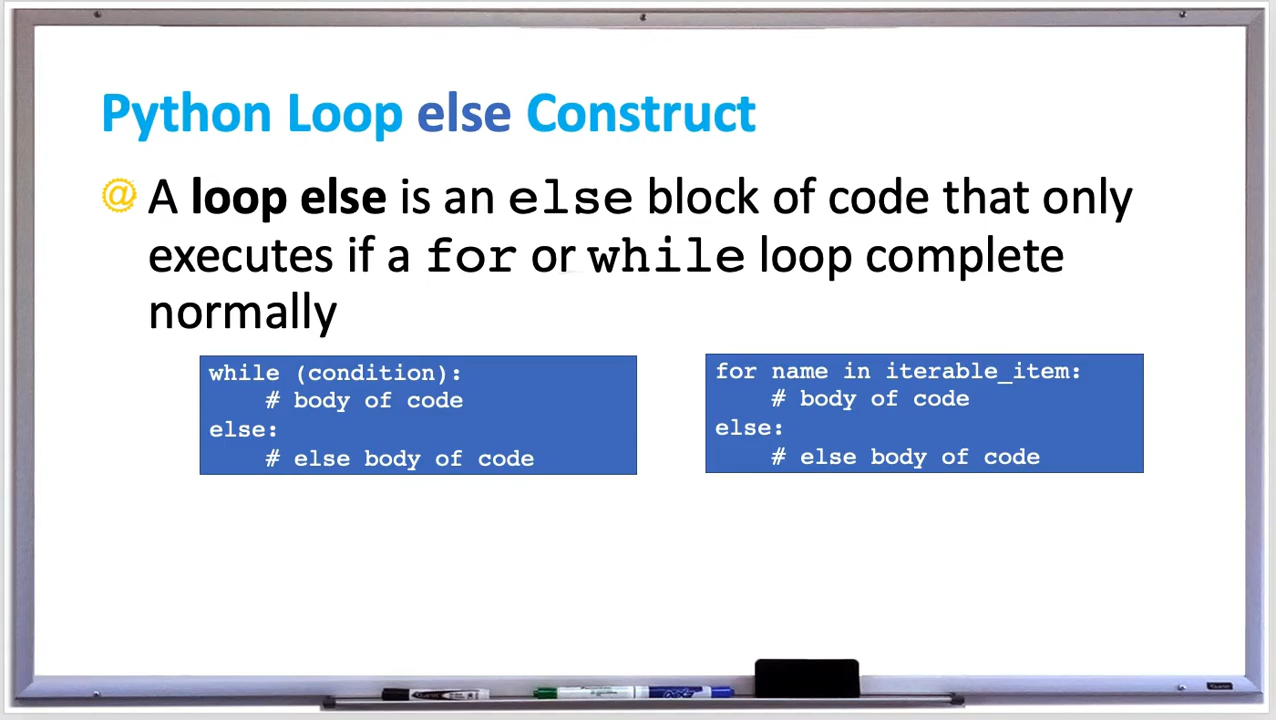 Python Loop else Construct
@ A loop else is an else block of code that only
executes if a for or while loop complete
normally
while (condition):
    # body of code
else:
    # else body of code
for name in iterable_item:
    # body of code
else:
    # else body of code